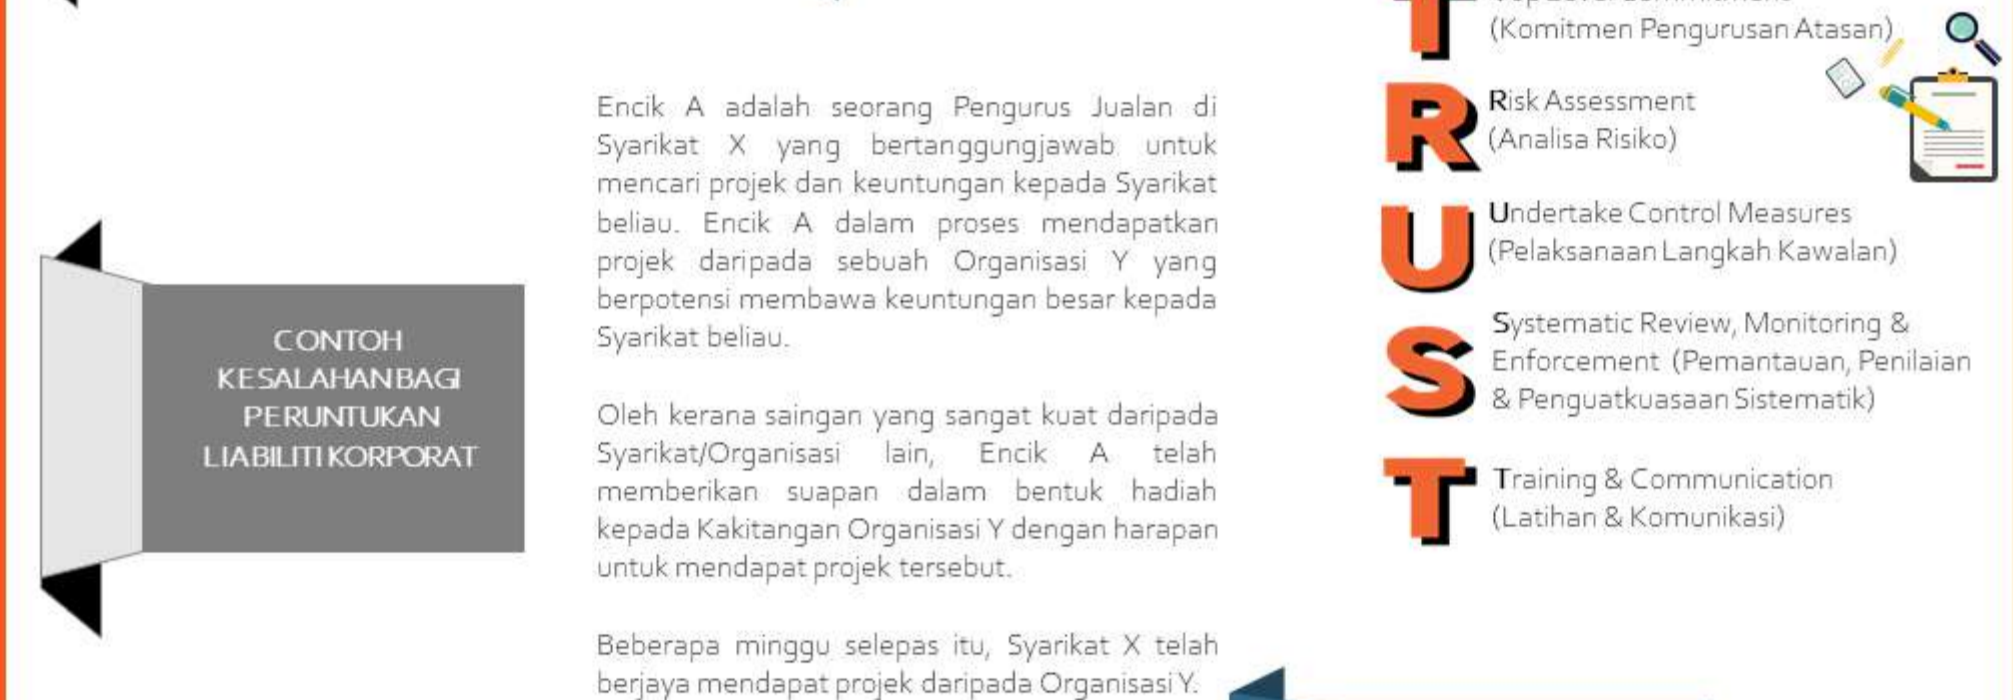 CONTOH
KESALAHAN BAGI
PERUNTUKAN
LIABILITI KORPORAT
Encik A adalah seorang Pengurus Jualan di
Syarikat X yang bertanggungjawab untuk
mencari projek dan keuntungan kepada Syarikat
beliau. Encik A dalam proses mendapatkan
projek daripada sebuah Organisasi Y yang
berpotensi membawa keuntungan besar kepada
Syarikat beliau.
Oleh kerana saingan yang sangat kuat daripada
Syarikat/Organisasi lain, Encik A telah
memberikan suapan dalam bentuk hadiah
kepada Kakitangan Organisasi Y dengan harapan
untuk mendapat projek tersebut.
Beberapa minggu selepas itu, Syarikat X telah
berjaya mendapat projek daripada Organisasi Y.
T
(Komitmen Pengurusan Atasan)
R
Risk Assessment
(Analisa Risiko)
U
Undertake Control Measures
(Pelaksanaan Langkah Kawalan)
S
Systematic Review, Monitoring &
Enforcement (Pemantauan, Penilaian
& Penguatkuasaan Sistematik)
T
Training & Communication
(Latihan & Komunikasi)